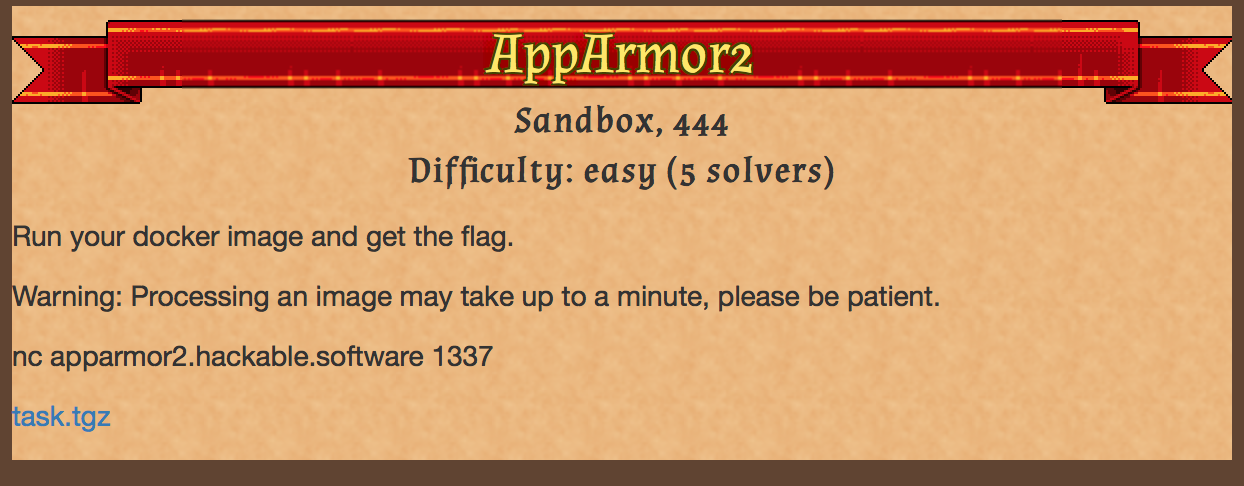 AppArmor2
Sandbox, 444
Difficulty: easy (5 solvers)
Run your docker image and get the flag.
Warning: Processing an image may take up to a minute, please be patient.
nc apparmor2.hackable.software 1337
task.tgz